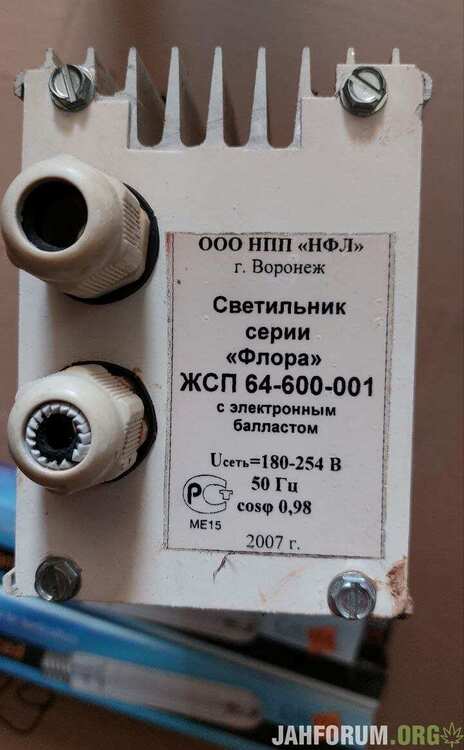 ООО НПП «НФЛ»
г. Воронеж
Светильник
серии
«Флора»
ЖСП 64-600-001
с электронным
балластом
Uсеть=180-254 В
50 Гц
cosφ 0,98
РСт
МЕ15
2007 г.
JAHFORUM.ORG